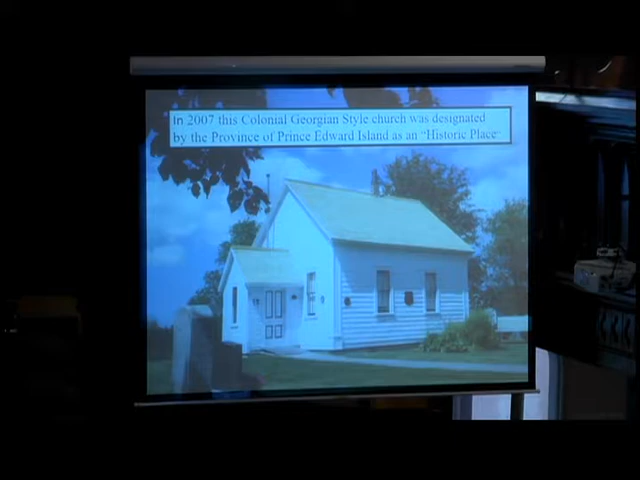 In 2007 this Colonial Georgian Style church was designated
by the Province of Prince Edward Island as an "Historic Place"